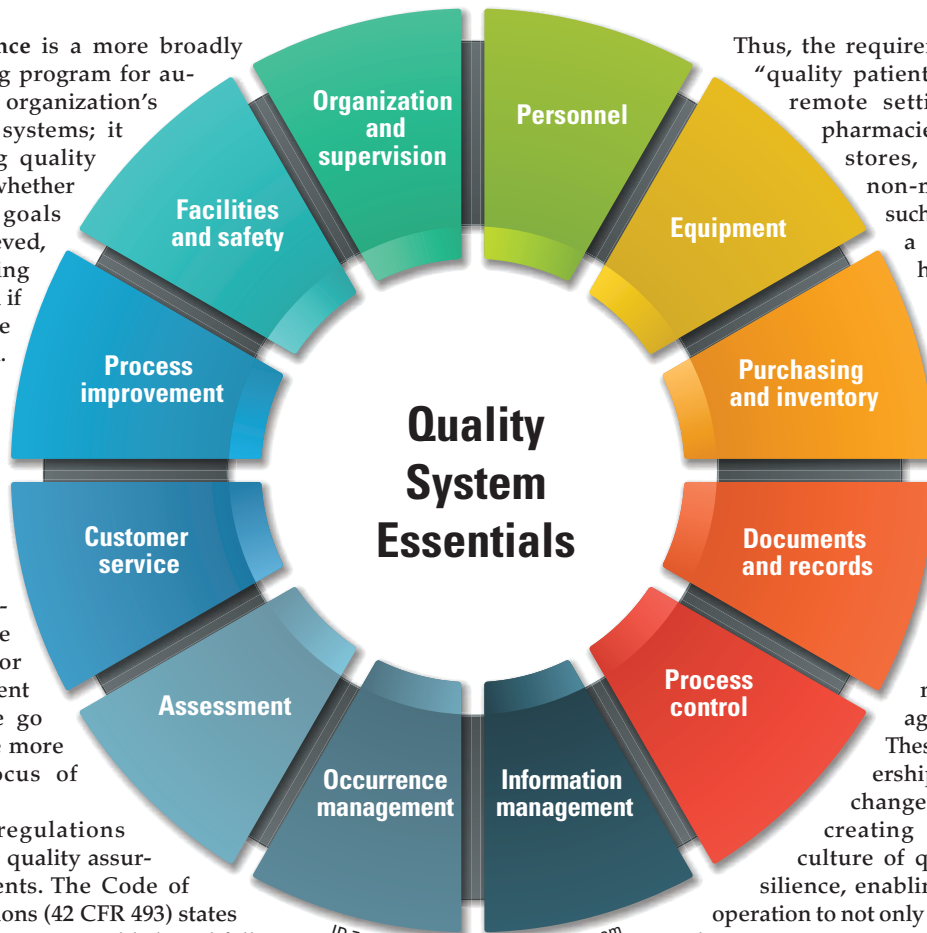 nce is a more broadly
g program for au-
organization's
systems; it
g quality
whether
goals
eved,
ing
if
e
.
-
e
or
ent
e go
e more
ocus of
regulations
quality assur-
ents. The Code of
ions (42 CFR 493) states
Organization
and
supervision
Personnel
Equipment
Purchasing
and inventory
Documents
and records
Process
control
Information
management
Occurrence
management
Assessment
Customer
service
Process
improvement
Facilities
and safety
Quality
System
Essentials
Thus, the requirem
"quality patient
remote setti
pharmacie
stores,
non-m
such
a
h
r
ag
Thes
ership
change
creating
culture of q
silience, enablin
operation to not only